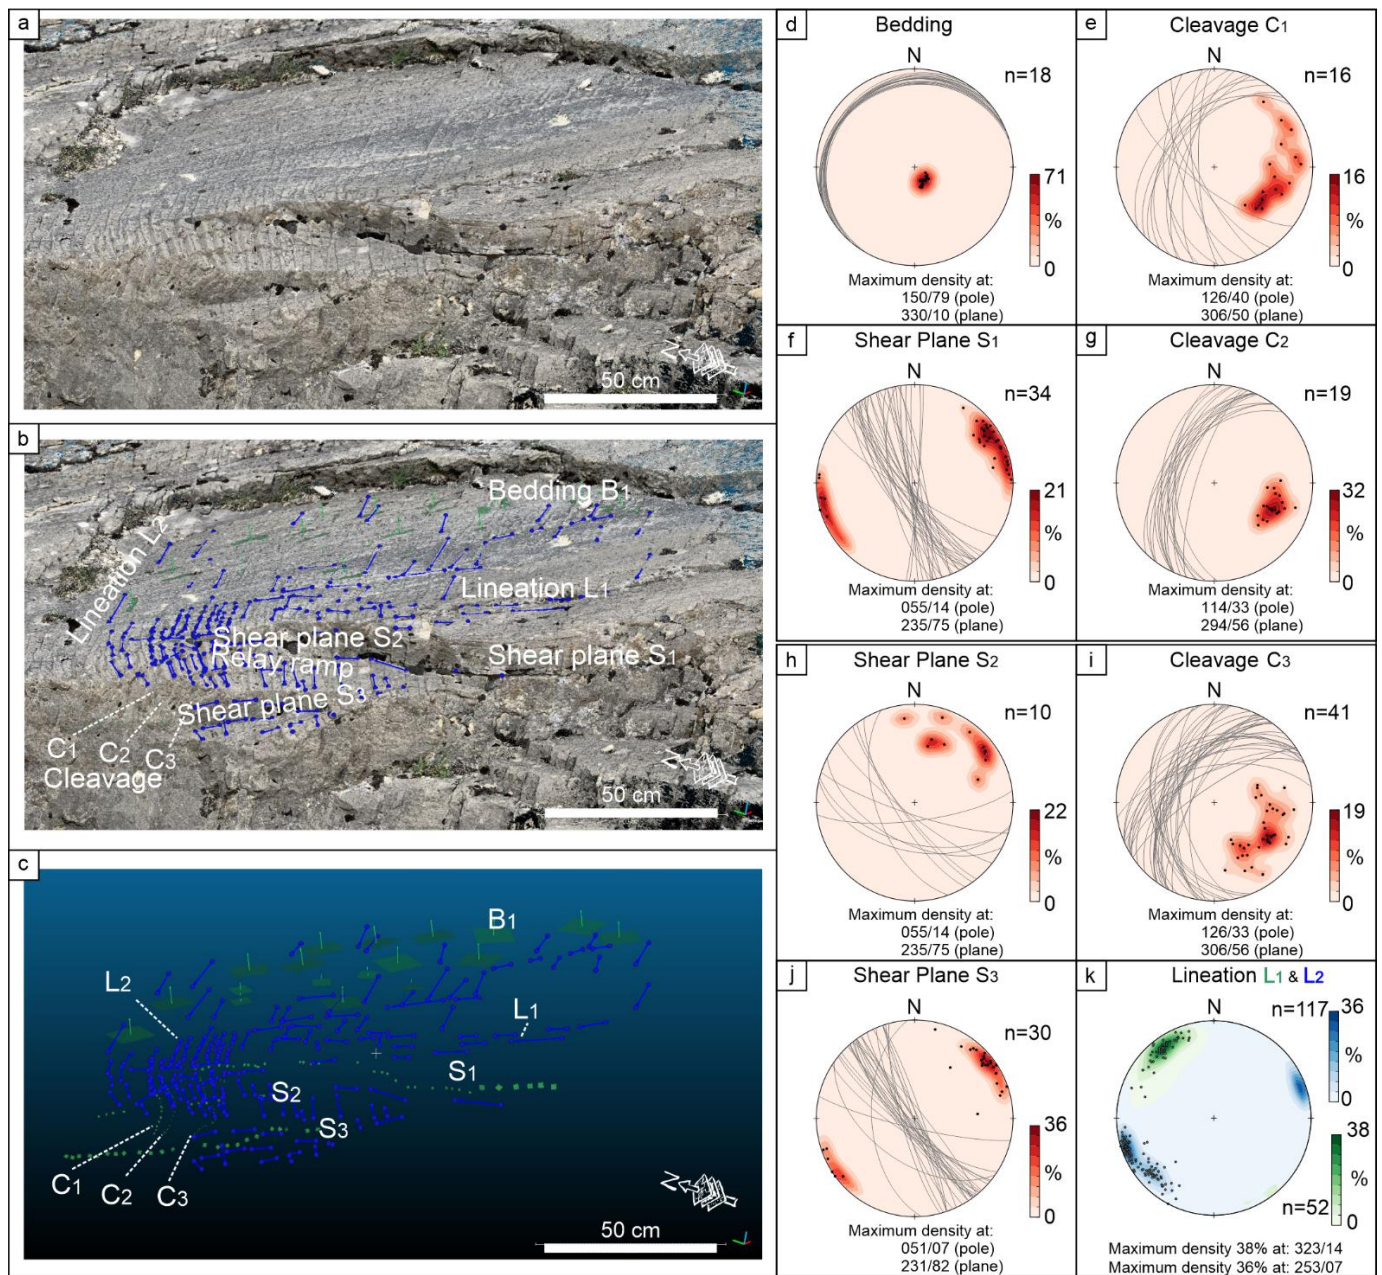 a
N
50 cm
b
Bedding B1
Lineation L2
Lineation L1
Shear plane S2
Relay ramp
Shear plane S1
Shear plane S3
C1
C2
C3
Cleavage
N
50 cm
c
B1
L2
L1
S1
S2
S3
C1
C2
C3
N
50 cm
d
Bedding
N
n=18
71
%
0
Maximum density at:
150/79 (pole)
330/10 (plane)
e
Cleavage C1
N
n=16
16
%
0
Maximum density at:
126/40 (pole)
306/50 (plane)
f
Shear Plane S1
N
n=34
21
%
0
Maximum density at:
055/14 (pole)
235/75 (plane)
g
Cleavage C2
N
n=19
32
%
0
Maximum density at:
114/33 (pole)
294/56 (plane)
h
Shear Plane S2
N
n=10
22
%
0
Maximum density at:
055/14 (pole)
235/75 (plane)
i
Cleavage C3
N
n=41
19
%
0
Maximum density at:
126/33 (pole)
306/56 (plane)
j
Shear Plane S3
N
n=30
36
%
0
Maximum density at:
051/07 (pole)
231/82 (plane)
k
Lineation L1 & L2
N
n=117
36
%
0
38
%
n=52
0
Maximum density 38% at: 323/14
Maximum density 36% at: 253/07